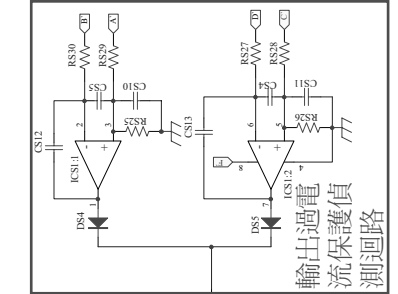 B'
A'
D'
C'
RS30
RS29
RS27
RS28
CS5
CS10
CS4
CS11
RS25
RS26
CS12
CS13
2
3
6
5
-
+
-
+
ICS1:1
ICS1:2
F'
8
4
1
7
DS4
DS5
輸出過電
流保護偵
測迴路